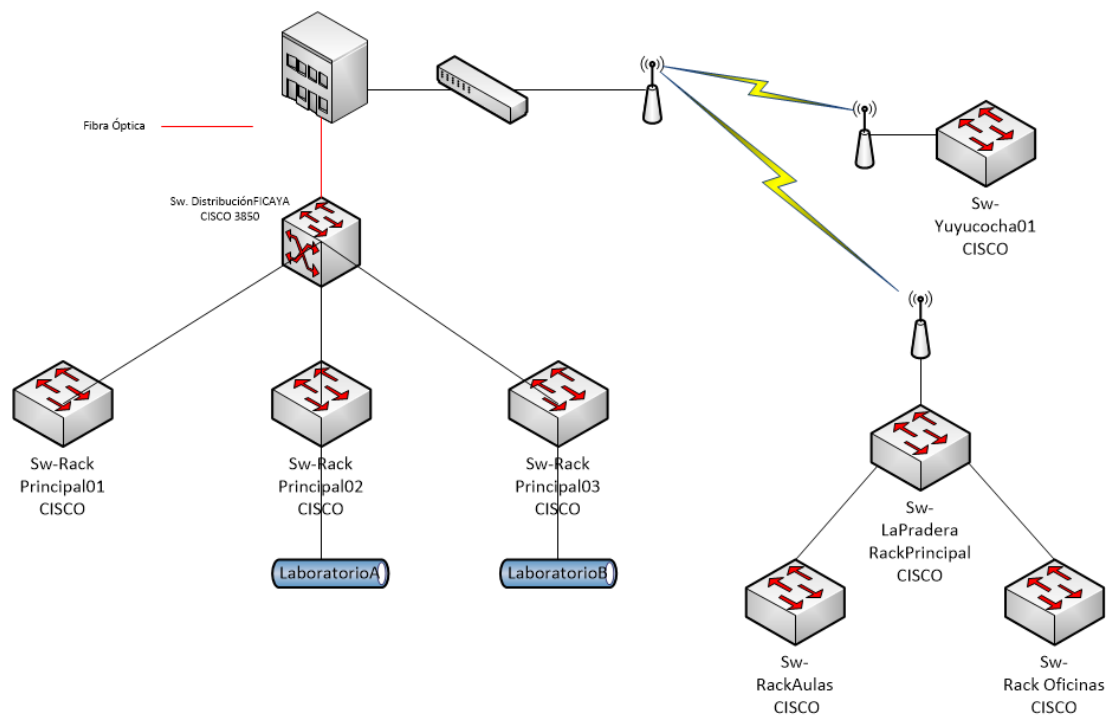 Fibra Óptica
Sw. DistribuciónFICAYA
CISCO 3850
Sw-
Yuyucocha01
CISCO
Sw-Rack
Principal01
CISCO
Sw-Rack
Principal02
CISCO
Sw-Rack
Principal03
CISCO
Sw-
LaPradera
RackPrincipal
CISCO
LaboratorioA
LaboratorioB
Sw-
RackAulas
CISCO
Sw-
Rack Oficinas
CISCO